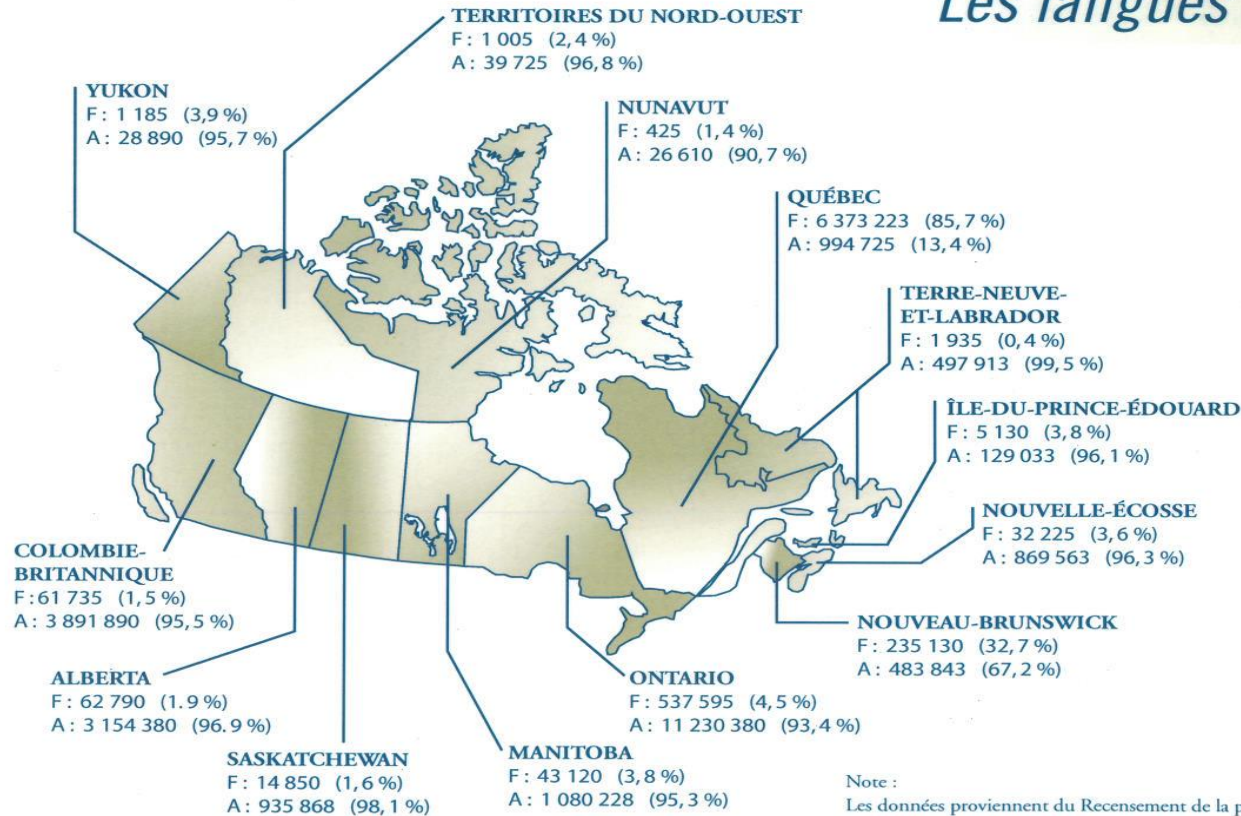 Les langues
TERRITOIRES DU NORD-OUEST
F : 1 005 (2,4 %)
A : 39 725 (96,8 %)
YUKON
F : 1 185 (3,9 %)
A : 28 890 (95,7 %)
NUNAVUT
F : 425 (1,4 %)
A : 26 610 (90,7 %)
QUÉBEC
F : 6 373 223 (85,7 %)
A : 994 725 (13,4 %)
TERRE-NEUVE-
ET-LABRADOR
F : 1 935 (0,4 %)
A : 497 913 (99,5 %)
ÎLE-DU-PRINCE-ÉDOUARD
F : 5 130 (3,8 %)
A : 129 033 (96,1 %)
NOUVELLE-ÉCOSSE
F : 32 225 (3,6 %)
A : 869 563 (96,3 %)
COLOMBIE-
BRITANNIQUE
F :61 735 (1,5 %)
A : 3 891 890 (95,5 %)
NOUVEAU-BRUNSWICK
F : 235 130 (32,7 %)
A : 483 843 (67,2 %)
ALBERTA
F : 62 790 (1.9 %)
A : 3 154 380 (96.9 %)
ONTARIO
F : 537 595 (4,5 %)
A : 11 230 380 (93,4 %)
SASKATCHEWAN
F : 14 850 (1,6 %)
A : 935 868 (98,1 %)
MANITOBA
F : 43 120 (3,8 %)
A : 1 080 228 (95,3 %)
Note :
Les données proviennent du Recensement de la p